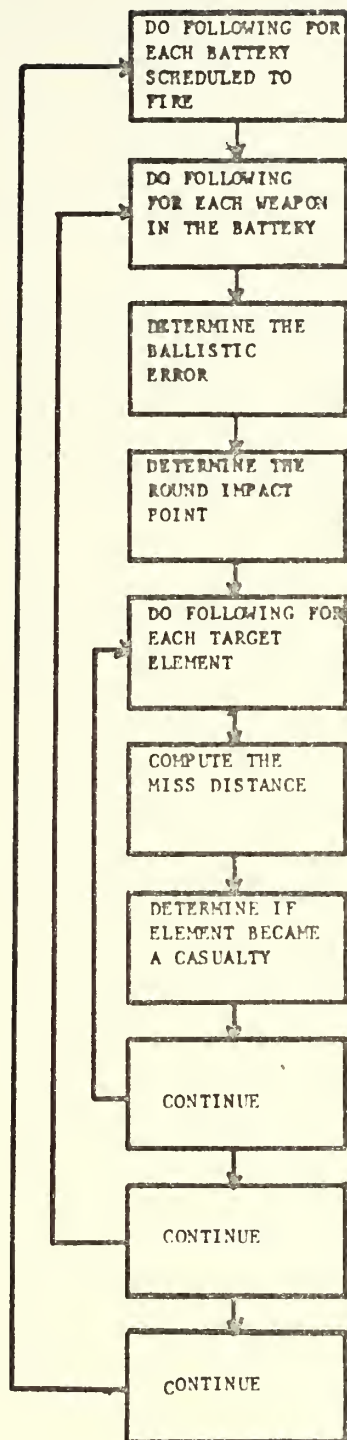 DO FOLLOWING FOR
EACH BATTERY
SCHEDULED TO
FIRE
DO FOLLOWING
FOR EACH WEAPON
IN THE BATTERY
DETERMINE THE
BALLISTIC
ERROR
DETERMINE THE
ROUND IMPACT
POINT
DO FOLLOWING FOR
EACH TARGET
ELEMENT
COMPUTE THE
MISS DISTANCE
DETERMINE IF
ELEMENT BECAME
A CASUALTY
CONTINUE
CONTINUE
CONTINUE